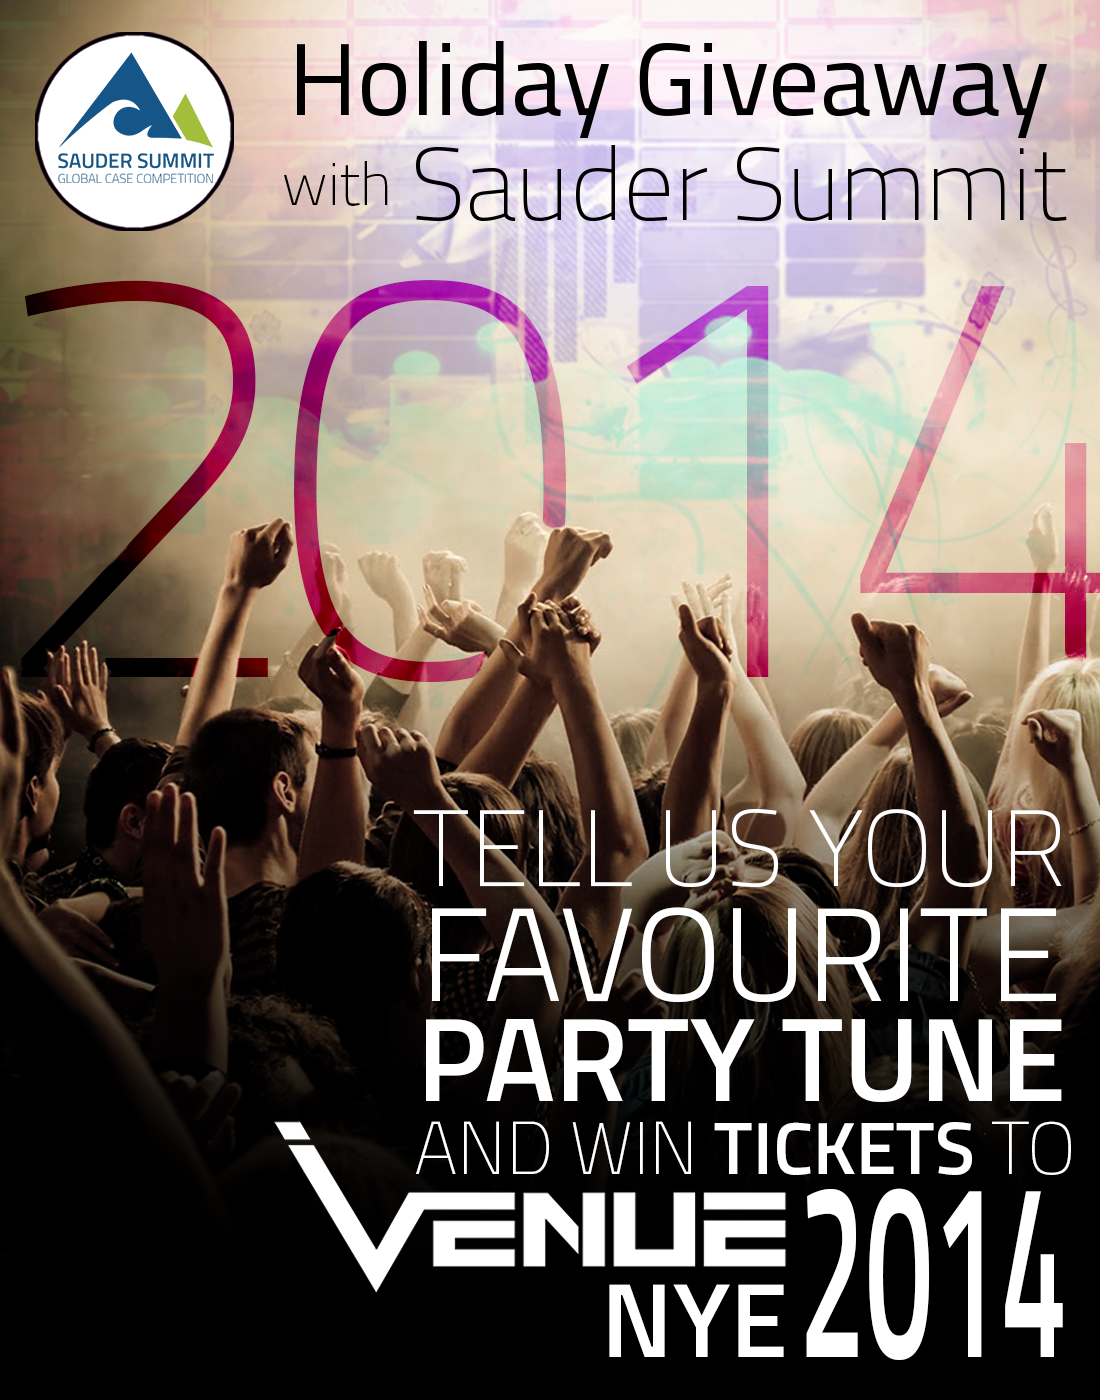 SAUDER SUMMIT
GLOBAL CASE COMPETITION
Holiday Giveaway
with Sauder Summit
2014
TELL US YOUR
FAVOURITE
PARTY TUNE
AND WIN TICKETS TO
VENUE 2014
NYE